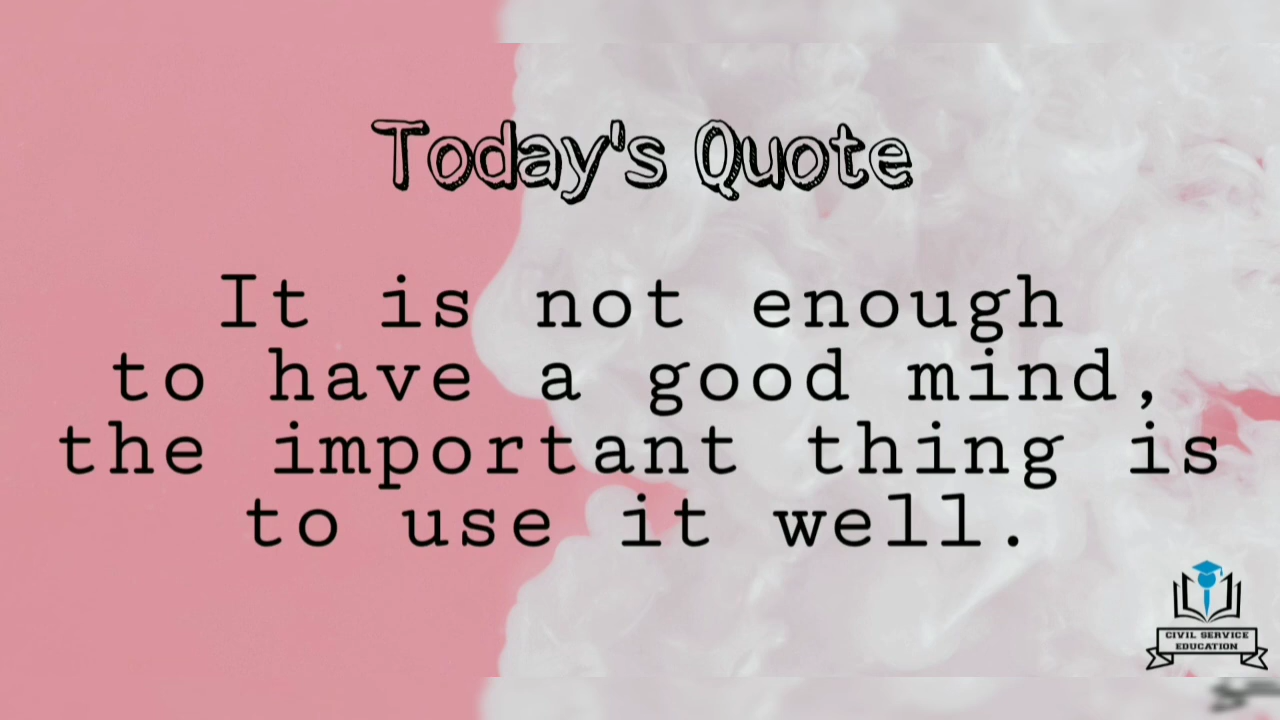 Today's Quote
It is not enough
to have a good mind,
the important thing is
to use it well.
CIVIL SERVICE
EDUCATION